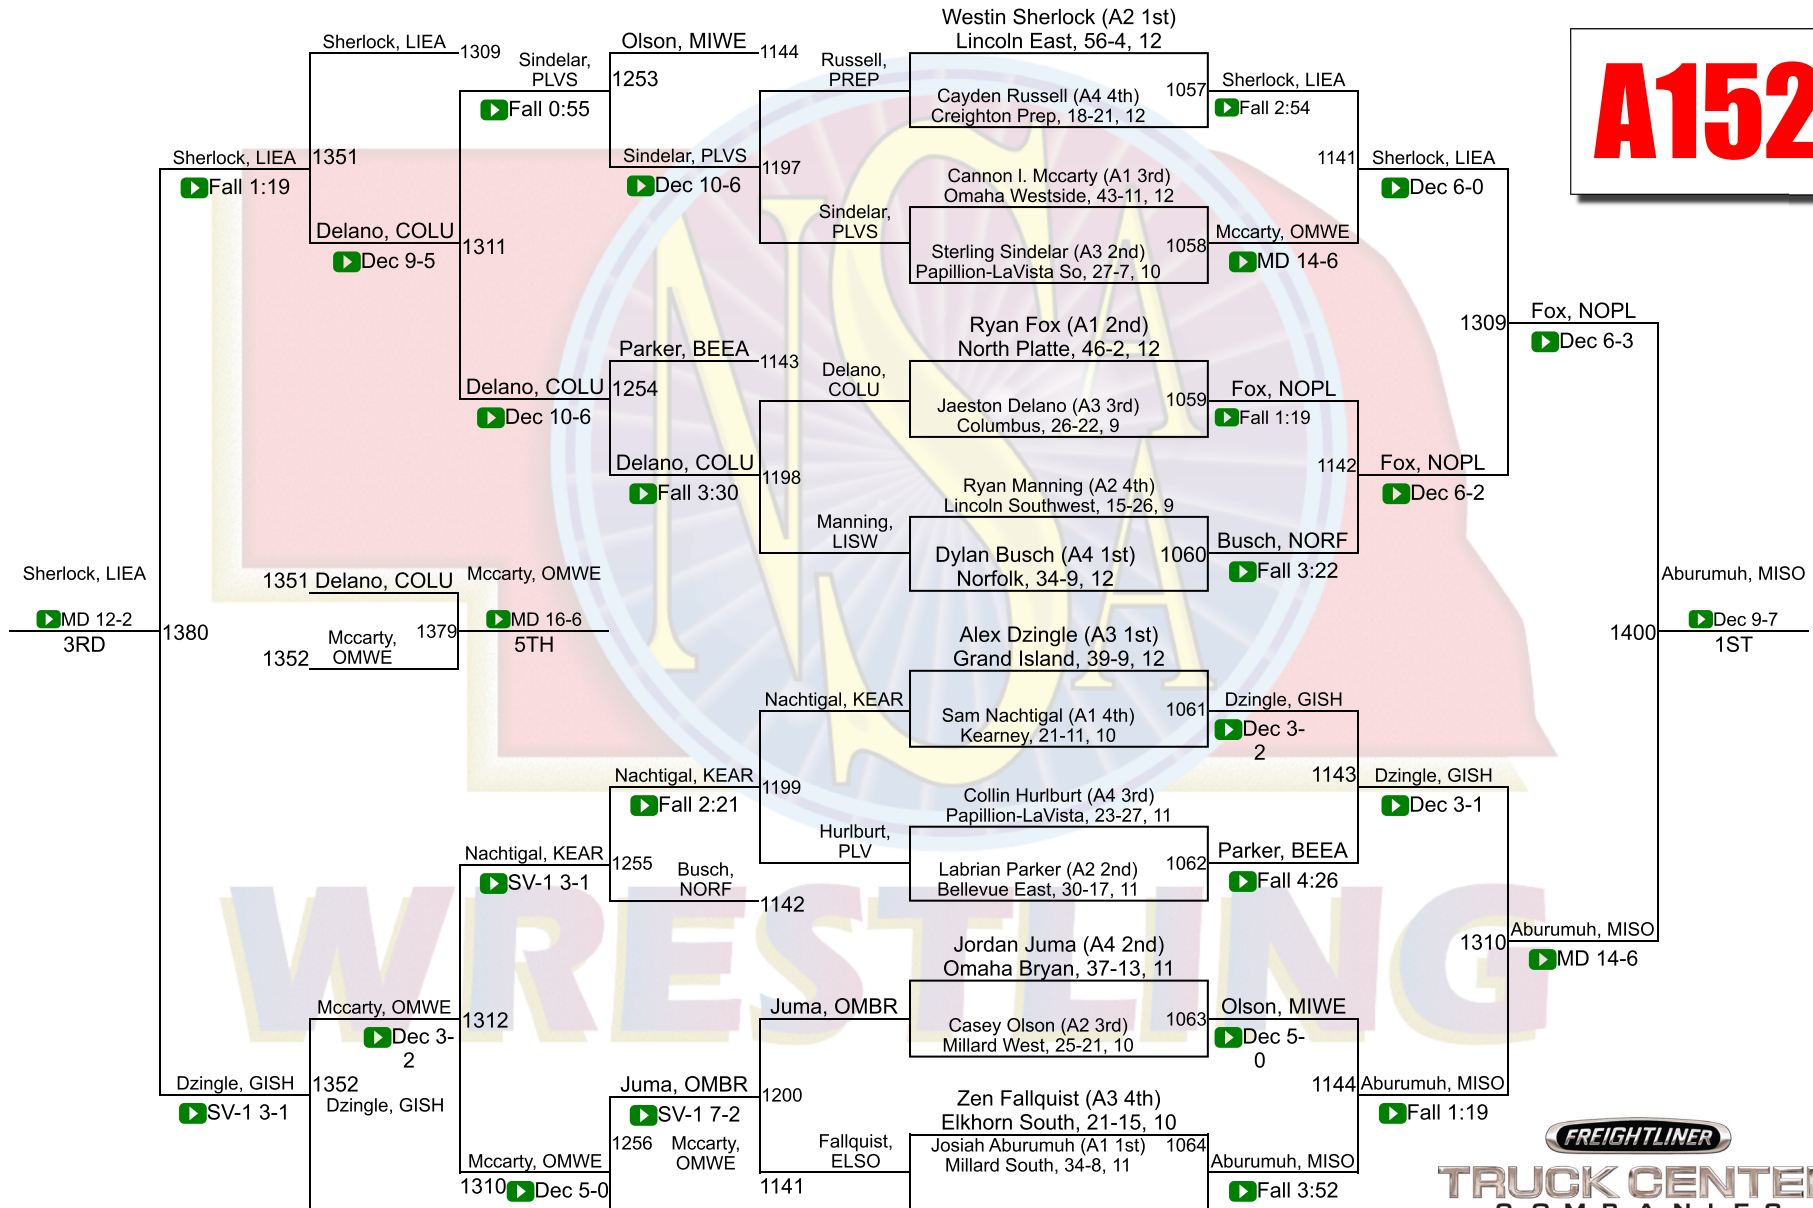 A152
Westin Sherlock (A2 1st)
Lincoln East, 56-4, 12
Cayden Russell (A4 4th)
Creighton Prep, 18-21, 12
1057
Cannon I. Mccarty (A1 3rd)
Omaha Westside, 43-11, 12
Sterling Sindelar (A3 2nd)
Papillion-LaVista So, 27-7, 10
1058
Ryan Fox (A1 2nd)
North Platte, 46-2, 12
Jaeston Delano (A3 3rd)
Columbus, 26-22, 9
1059
Ryan Manning (A2 4th)
Lincoln Southwest, 15-26, 9
Dylan Busch (A4 1st)
Norfolk, 34-9, 12
1060
Alex Dzingle (A3 1st)
Grand Island, 39-9, 12
Sam Nachtigal (A1 4th)
Kearney, 21-11, 10
1061
Collin Hurlburt (A4 3rd)
Papillion-LaVista, 23-27, 11
Labrian Parker (A2 2nd)
Bellevue East, 30-17, 11
1062
Jordan Juma (A4 2nd)
Omaha Bryan, 37-13, 11
Casey Olson (A2 3rd)
Millard West, 25-21, 10
1063
Zen Fallquist (A3 4th)
Elkhorn South, 21-15, 10
Josiah Aburumuh (A1 1st)
Millard South, 34-8, 11
1064
Sherlock, LIEA
Fall 2:54
Mccarty, OMWE
MD 14-6
Fox, NOPL
Fall 1:19
Busch, NORF
Fall 3:22
Dzingle, GISH
Dec 3-
2
Parker, BEEA
Fall 4:26
Olson, MIWE
Dec 5-
0
Aburumuh, MISO
Fall 3:52
1141
Sherlock, LIEA
Dec 6-0
1142
Fox, NOPL
Dec 6-2
1143
Dzingle, GISH
Dec 3-1
1144
Aburumuh, MISO
Fall 1:19
1309
Fox, NOPL
Dec 6-3
1310
Aburumuh, MISO
MD 14-6
Aburumuh, MISO
1400
Dec 9-7
1ST
Russell,
PREP
Sindelar,
PLVS
Delano,
COLU
Manning,
LISW
Nachtigal, KEAR
Hurlburt,
PLV
Juma, OMBR
Fallquist,
ELSO
Olson, MIWE
1144
Sindelar, PLVS
1197
Dec 10-6
Parker, BEEA
1143
Delano, COLU
1198
Fall 3:30
Nachtigal, KEAR
1199
Fall 2:21
Busch,
NORF
1142
Juma, OMBR
1200
SV-1 7-2
Mccarty,
OMWE
1141
Sindelar,
PLVS
1253
Fall 0:55
Delano, COLU
1254
Dec 10-6
Nachtigal, KEAR
1255
SV-1 3-1
Mccarty, OMWE
1256
Dec 5-0
Sherlock, LIEA
1309
Delano, COLU
1311
Dec 9-5
Mccarty, OMWE
1312
Dec 3-
2
Dzingle, GISH
1310
Sherlock, LIEA
1351
Fall 1:19
Dzingle, GISH
1352
SV-1 3-1
Sherlock, LIEA
MD 12-2
1380
3RD
1351
Delano, COLU
1352
Mccarty,
OMWE
1379
Mccarty, OMWE
MD 16-6
5TH
NSAA
WRESTLING
FREIGHTLINER